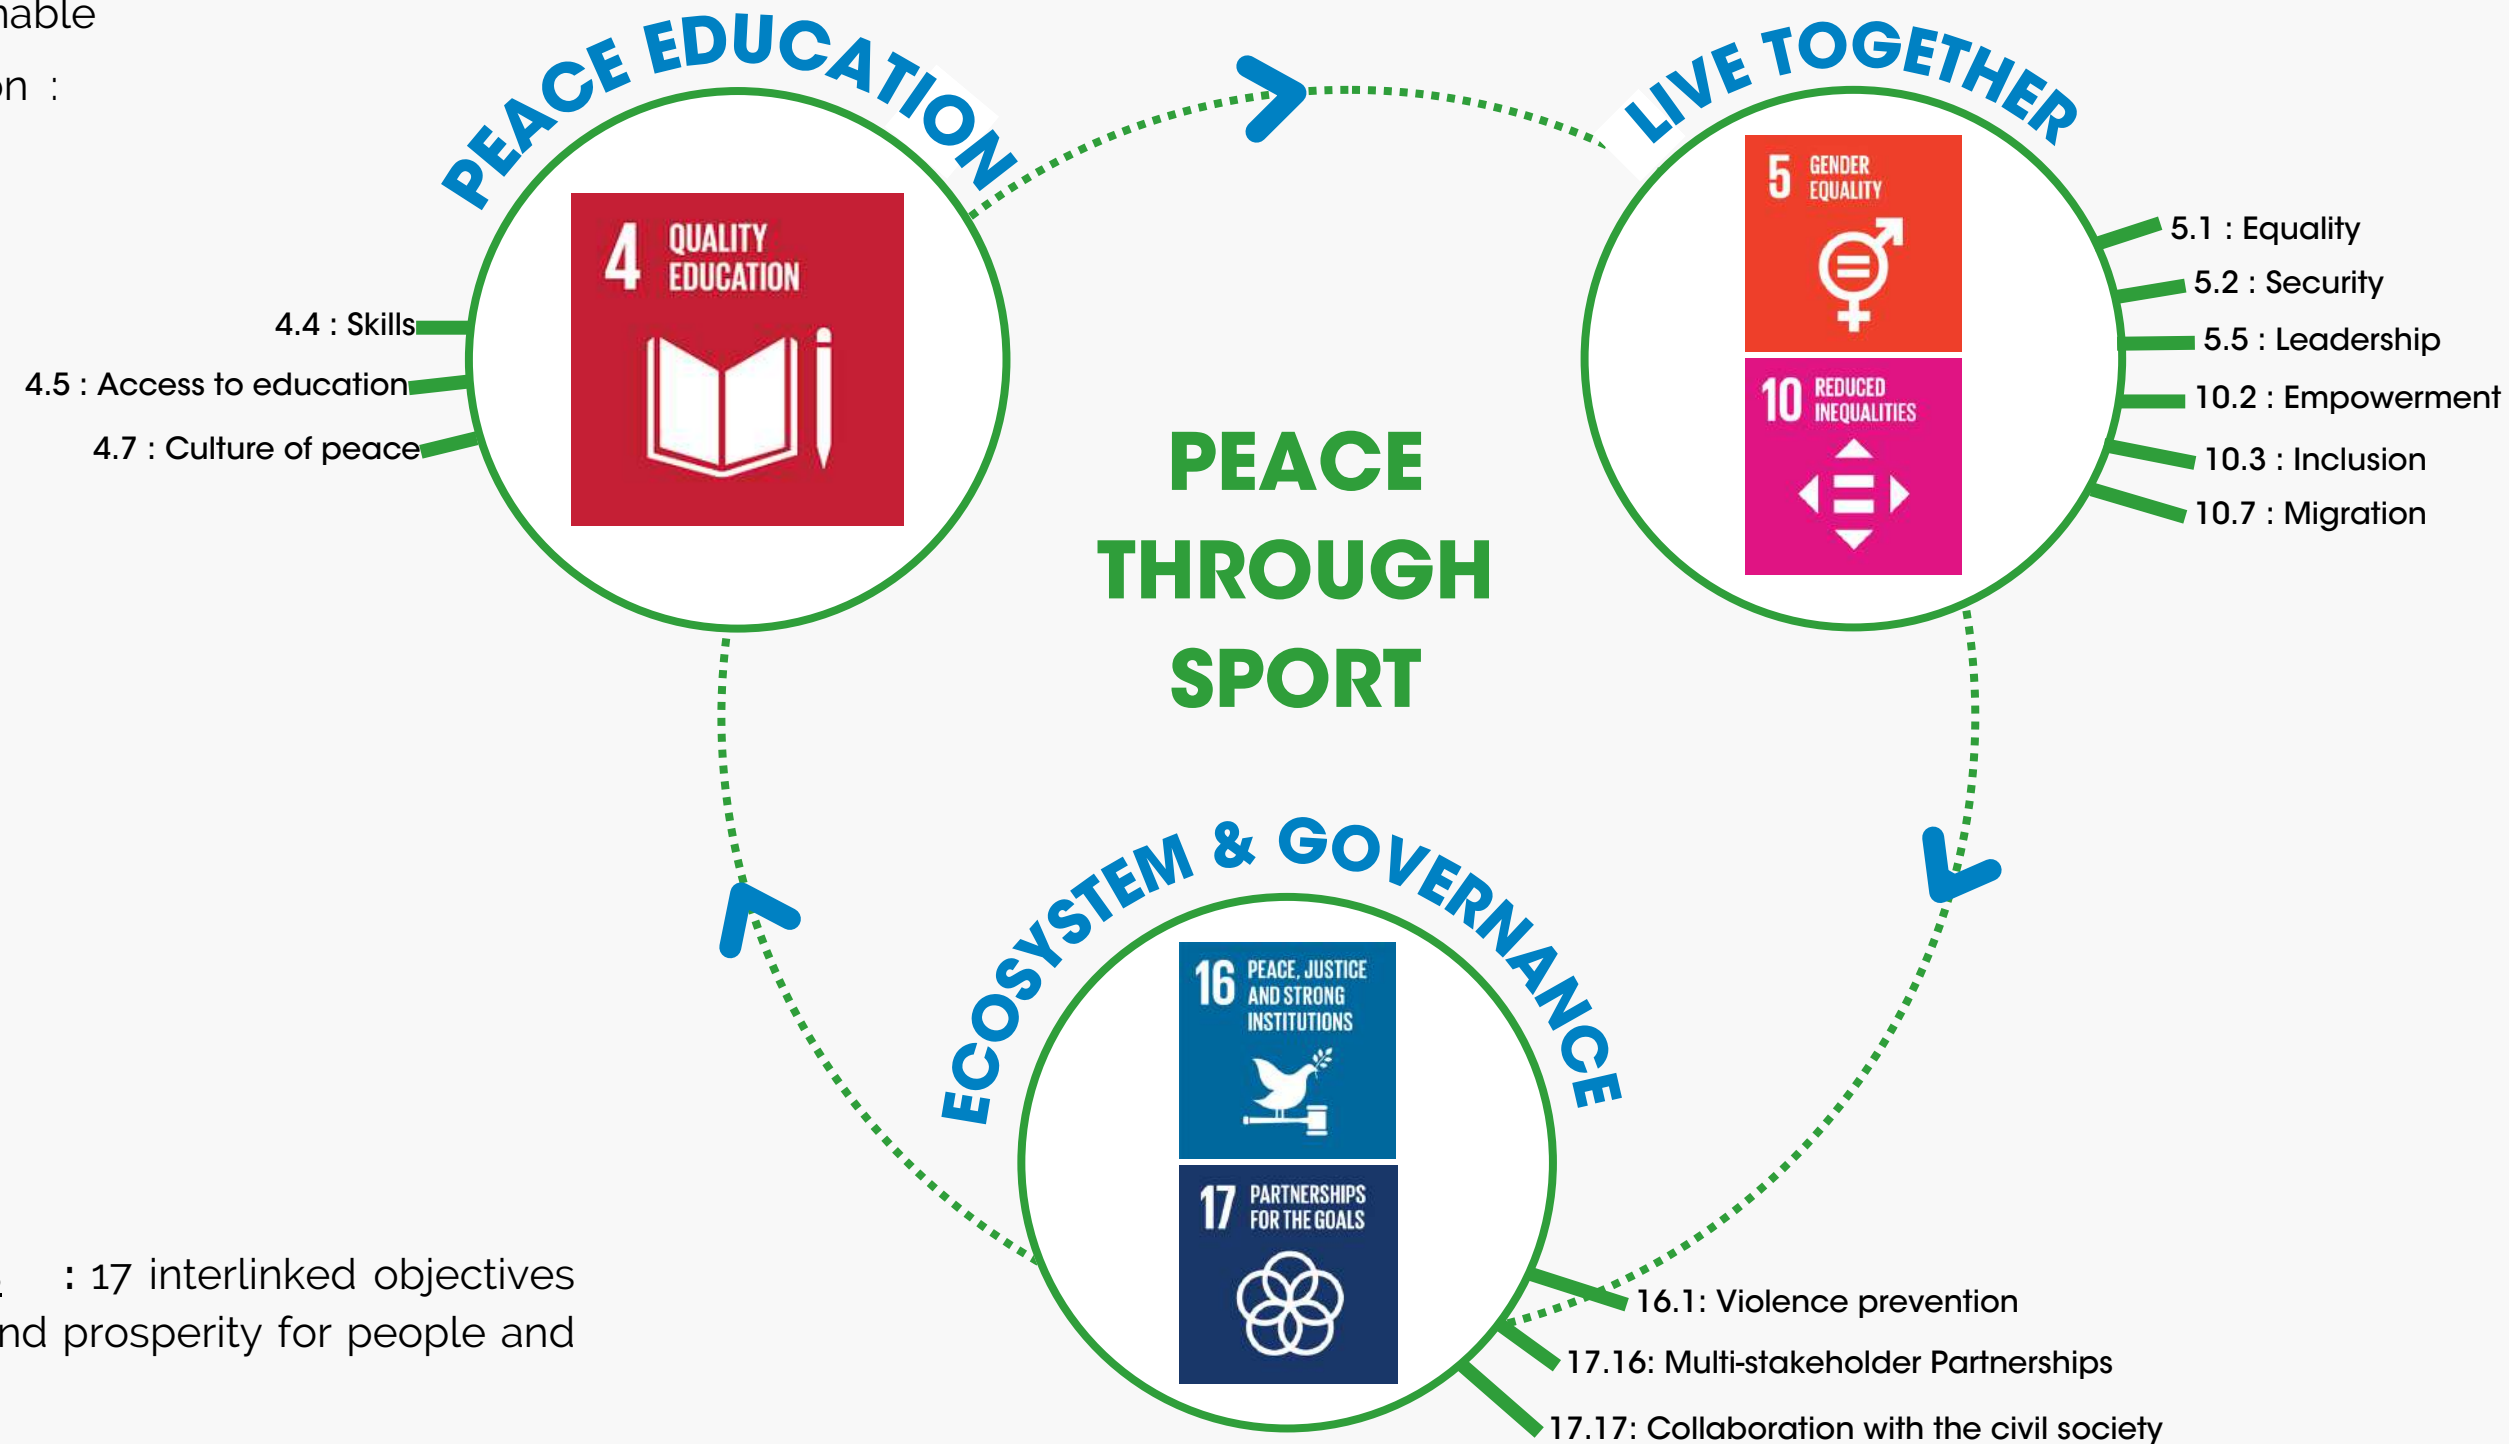 PEACE EDUCATION
4 QUALITY
EDUCATION
4.4 : Skills
4.5 : Access to education
4.7 : Culture of peace
LIVE TOGETHER
5 GENDER
EQUALITY
10 REDUCED
INEQUALITIES
5.1 : Equality
5.2 : Security
5.5 : Leadership
10.2 : Empowerment
10.3 : Inclusion
10.7 : Migration
PEACE
THROUGH
SPORT
ECOSYSTEM & GOVERNANCE
16 PEACE, JUSTICE
AND STRONG
INSTITUTIONS
17 PARTNERSHIPS
FOR THE GOALS
16.1: Violence prevention
17.16: Multi-stakeholder Partnerships
17.17: Collaboration with the civil society
: 17 interlinked objectives
prosperity for people and